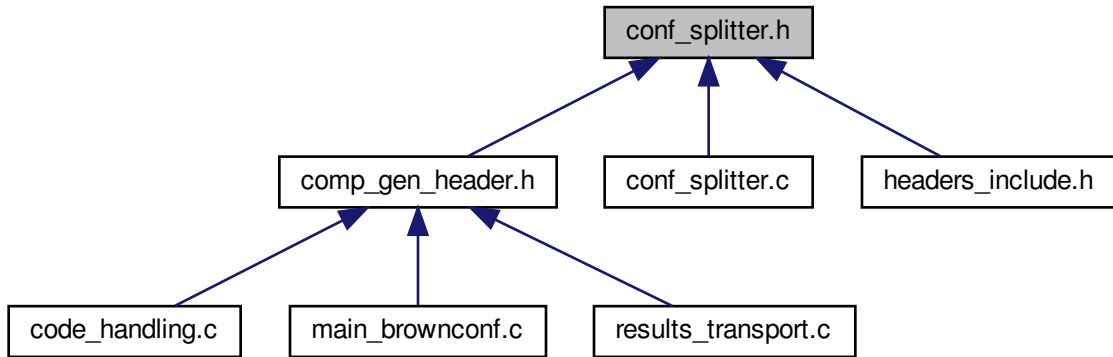 conf_splitter.h
comp_gen_header.h
conf_splitter.c
headers_include.h
code_handling.c
main_brownconf.c
results_transport.c